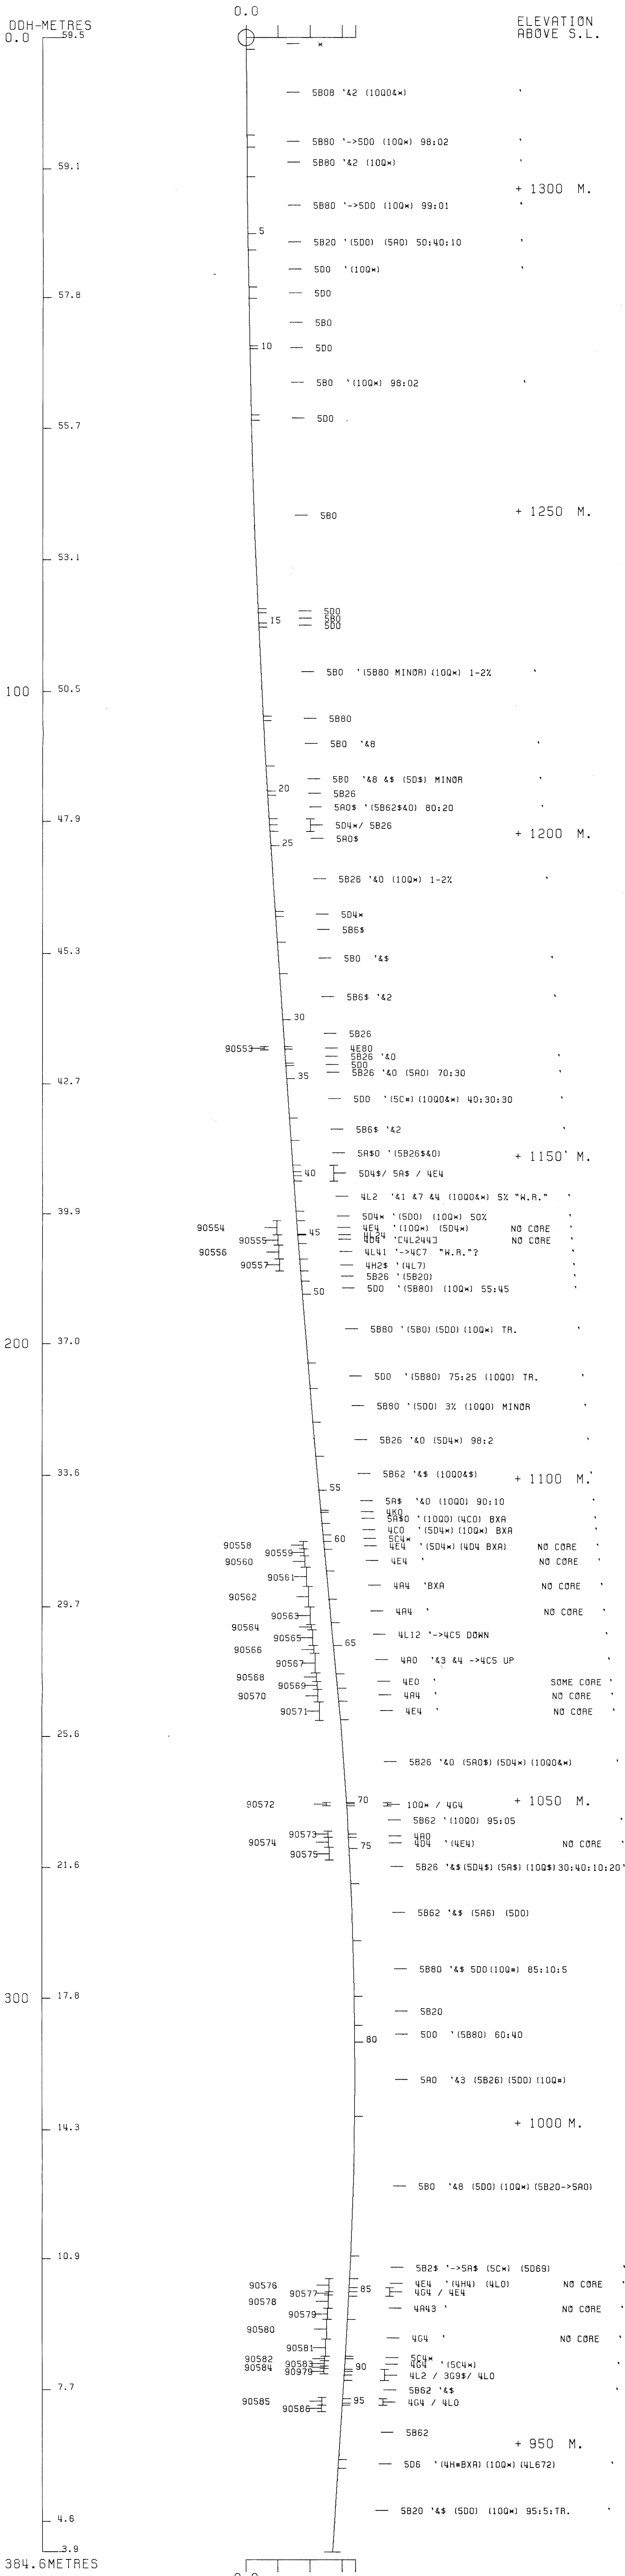 0.0
DDH-METRES
ELEVATION
ABOVE S.L.
0.0 59.5
*
5B08 '&2 (10Q0&*) '
5B80 '->5D0 (10Q*) 98:02 '
59.1
5B80 '&2 (10Q*)
+ 1300 M.
5B80 '->5D0 (10Q*) 99:01 '
5
5B20 '(5D0) (5A0) 50:40:10 '
5D0 '(10Q*) '
57.8
5D0
5B0
10
5D0
5B0 '(10Q*) 98:02 '
5D0
55.7
5B0
+ 1250 M.
53.1
5D0
5B0
15
5D0
5B0 '(5B80 MINOR) (10Q*) 1-2% '
100 50.5
5B80
5B0 '&8 '
5B0 '&8 &$ (5D$) MINOR '
20
5B26
5A0$ '(5B62$&0) 80:20 '
47.9
5D4*/ 5B26
+ 1200 M.
25
5A0$
5B26 '&0 (10Q*) 1-2% '
5D4*
5B6$
45.3
5B0 '&$ '
5B6$ '&2 '
30
5B26
90553
4E80
5B26 '&0 '
5D0
5B26 '&0 (5A0) 70:30 '
35
42.7
5D0 '(5C#) (10Q0&*) 40:30:30 '
5B6$ '&2 '
5A$0 '(5B26$&0) '
+ 1150 M.
40
5D4$/ 5A$ / 4E4
4L2 '&1 &7 &4 (10Q0&*) 5% "W.R." '
39.9
5D4* '(5D0) (10Q*) 50% '
90554
4E4 '(10Q*) (5D4*) NO CORE '
45
4L24 '
90555
4D4 '[4L244] NO CORE '
90556
4L41 '->4C7 "W.R."? '
90557
4H2$ '(4L7) '
5B26 '(5B20) '
50
5D0 '(5B80) (10Q*) 55:45 '
5B80 '(5B0) (5D0) (10Q*) TR. '
200 37.0
5D0 '(5B80) 75:25 (10Q0) TR. '
5B80 '(5D0) 3% (10Q0) MINOR '
5B26 '&0 (5D4*) 98:2 '
33.6
5B62 '&$ (10Q0&$) '
+ 1100 M.
55
5A$ '&0 (10Q0) 90:10 '
4K0
5A$0 '(10Q0) (4C0) BXA '
4C0 '(5D4*) (10Q*) BXA '
60
5C4* '
90558
4E4 '(5D4*) (4D4 BXA) NO CORE '
90559
90560
4E4 ' NO CORE '
90561
4A4 'BXA NO CORE '
90562
29.7
90563
4A4 ' NO CORE '
90564
90565
4L12 '->4C5 DOWN '
65
90566
90567
4A0 '&3 &4 ->4C5 UP '
90568
90569
4E0 ' SOME CORE '
90570
4A4 ' NO CORE '
90571
4E4 ' NO CORE '
25.6
5B26 '&0 (5A0$) (5D4*) (10Q0&*) '
70
90572
10Q* / 4G4
+ 1050 M.
5B62 '(10Q0) 95:05 '
90573
4A0
90574
4D4 '(4E4) NO CORE '
75
90575
21.6
5B26 '&$ (5D4$) (5A$) (10Q$) 30:40:10:20'
5B62 '&$ (5A6) (5D0)
5B80 '&$ 5D0 (10Q#) 85:10:5
300 17.8
5B20
5D0 '(5B80) 60:40
80
5A0 '&3 (5B26) (5D0) (10Q#)
14.3
+ 1000 M.
5B0 '&8 (5D0) (10Q*) (5B20->5A0)
10.9
5B2$ '->5A$ (5C*) (5D69) '
90576
4E4 '(4H4) (4L0) NO CORE '
85
90577
4G4 / 4E4
90578
4A43 ' NO CORE '
90579
90580
4G4 ' NO CORE '
90581
90582
5C4*
90583
4G4 '(5C4*)
90584
90
90979
4L2 / 3G9$/ 4L0
7.7
5B62 '&$ '
90585
95
4G4 / 4L0
90586
5B62
+ 950 M.
5D6 '(4H#BXA) (10Q*) (4L672) '
5B20 '&$ (5D0) (10Q*) 95:5:TR. '
4.6
3.9
384.6METRES